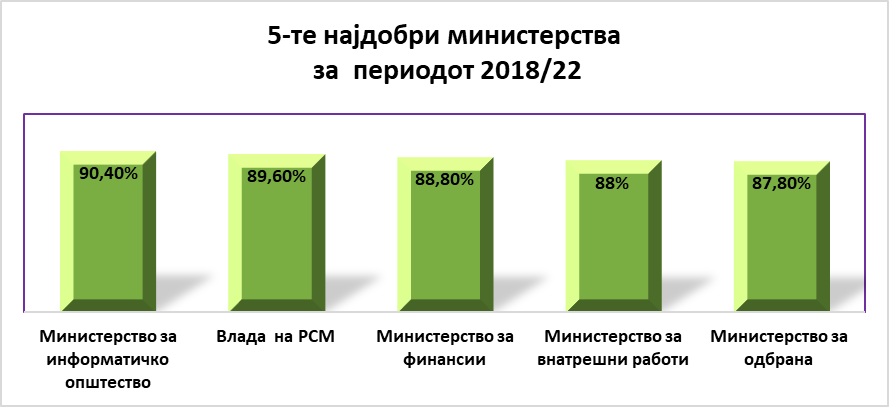 5-те најдобри министерства
за периодот 2018/22
90,40%
89,60%
88,80%
88%
87,80%
Министерство за
информатичко
општество
Влада на РСМ
Министерство за
финансии
Министерство за
внатрешни работи
Министерство за
одбрана